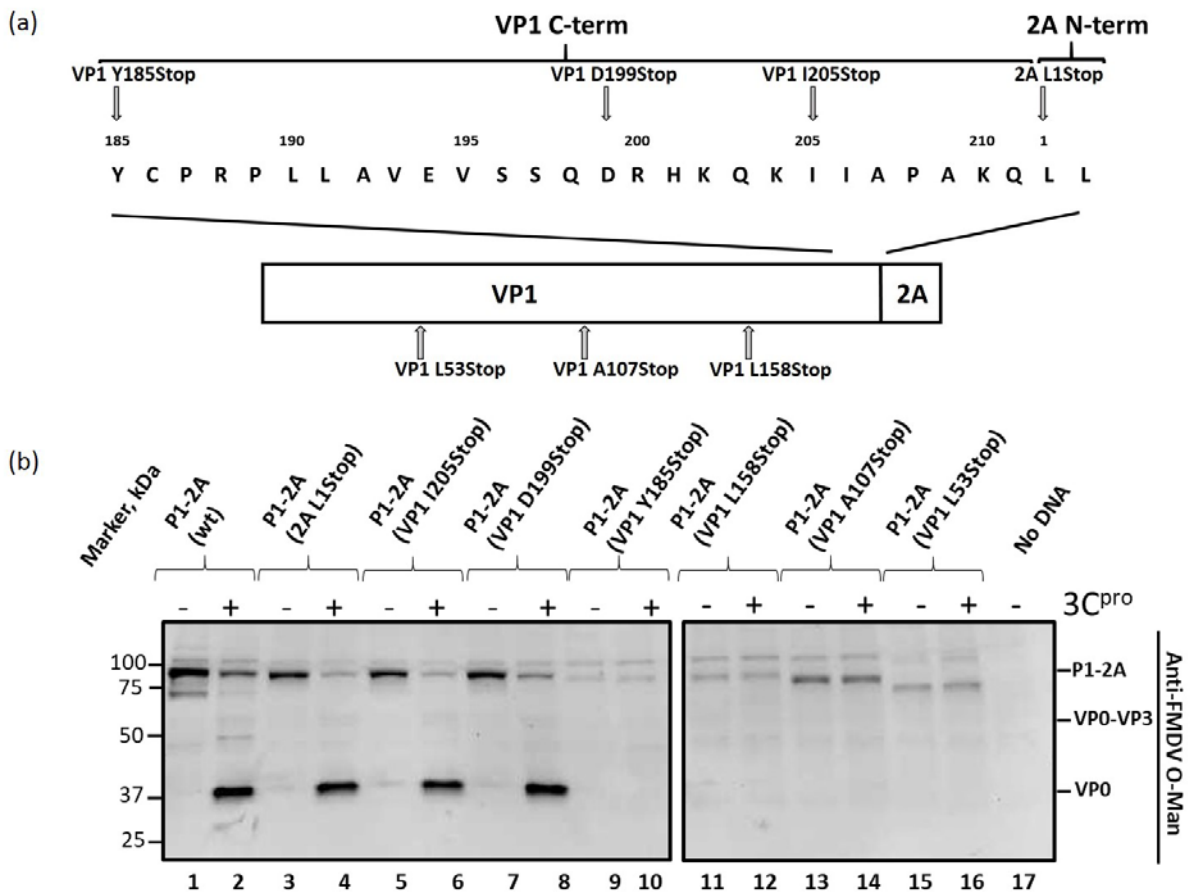 (a)
VP1 C-term 2A N-term
VP1 Y185Stop VP1 D199Stop VP1 I205Stop 2A L1Stop
185 190 195 200 205 210 1
Y C P R P L L A V E V S S Q D R H K Q K I I A P A K Q L L
VP1 2A
VP1 L53Stop VP1 A107Stop VP1 L158Stop
(b)
Marker, kDa
P1-2A
(wt)
P1-2A
(2A L1Stop)
P1-2A
(VP1 I205Stop)
P1-2A
(VP1 D199Stop)
P1-2A
(VP1 Y185Stop)
P1-2A
(VP1 L158Stop)
P1-2A
(VP1 A107Stop)
P1-2A
(VP1 L53Stop)
No DNA
- + - + - + - + - + - + - + - + - 3Cpro
100
75
50
37
25
P1-2A
VP0-VP3
VP0
Anti-FMDV O-Man
1 2 3 4 5 6 7 8 9 10 11 12 13 14 15 16 17